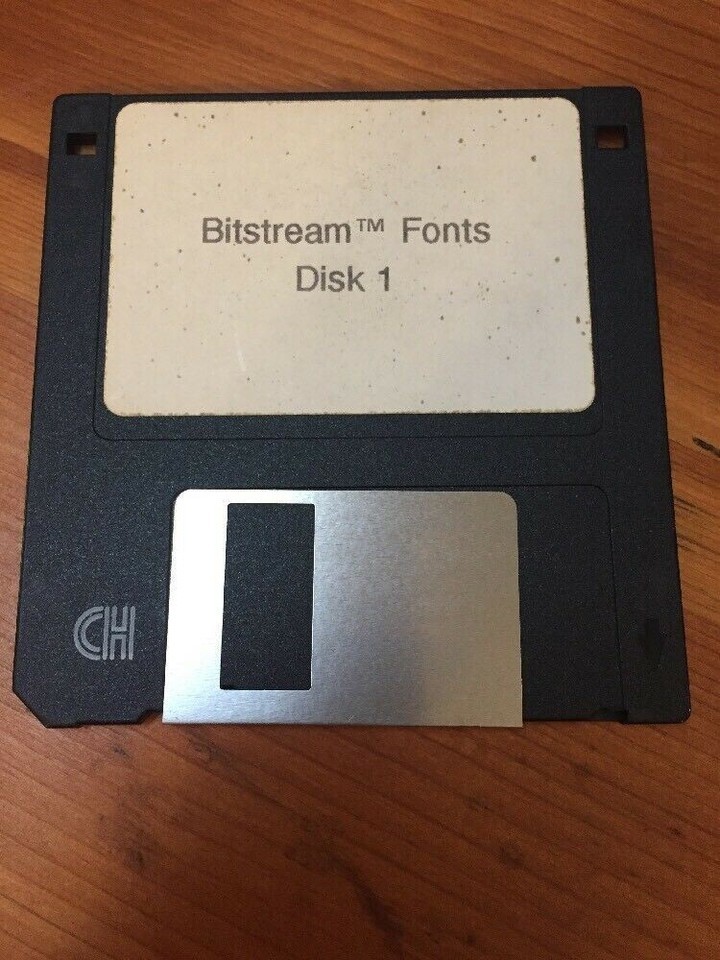 Bitstream™ Fonts
Disk 1
CH